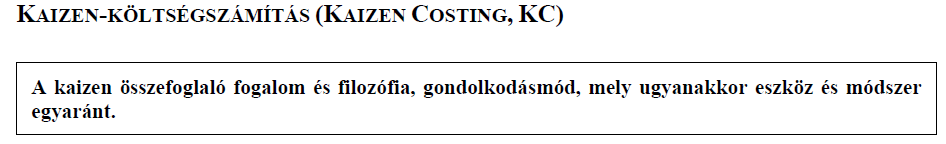 KAIZEN-KÖLTSÉGSZÁMÍTÁS (KAIZEN COSTING, KC)
A kaizen összefoglaló fogalom és filozófia, gondolkodásmód, mely ugyanakkor eszköz és módszer
egyaránt.